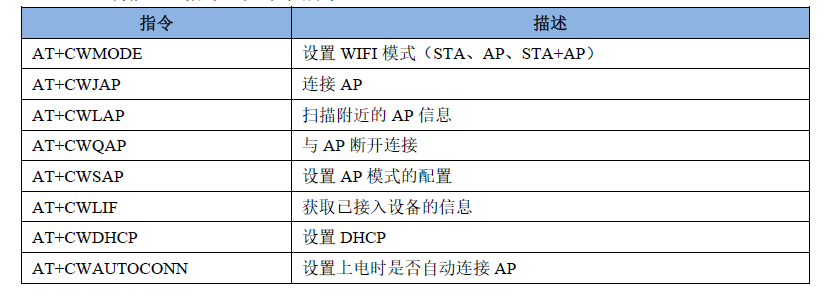 指令 描述
AT+CWMODE 设置 WIFI 模式（STA、AP、STA+AP）
AT+CWJAP 连接 AP
AT+CWLAP 扫描附近的 AP 信息
AT+CWQAP 与 AP 断开连接
AT+CWSAP 设置 AP 模式的配置
AT+CWLIF 获取已接入设备的信息
AT+CWDHCP 设置 DHCP
AT+CWAUTOCONN 设置上电时是否自动连接 AP